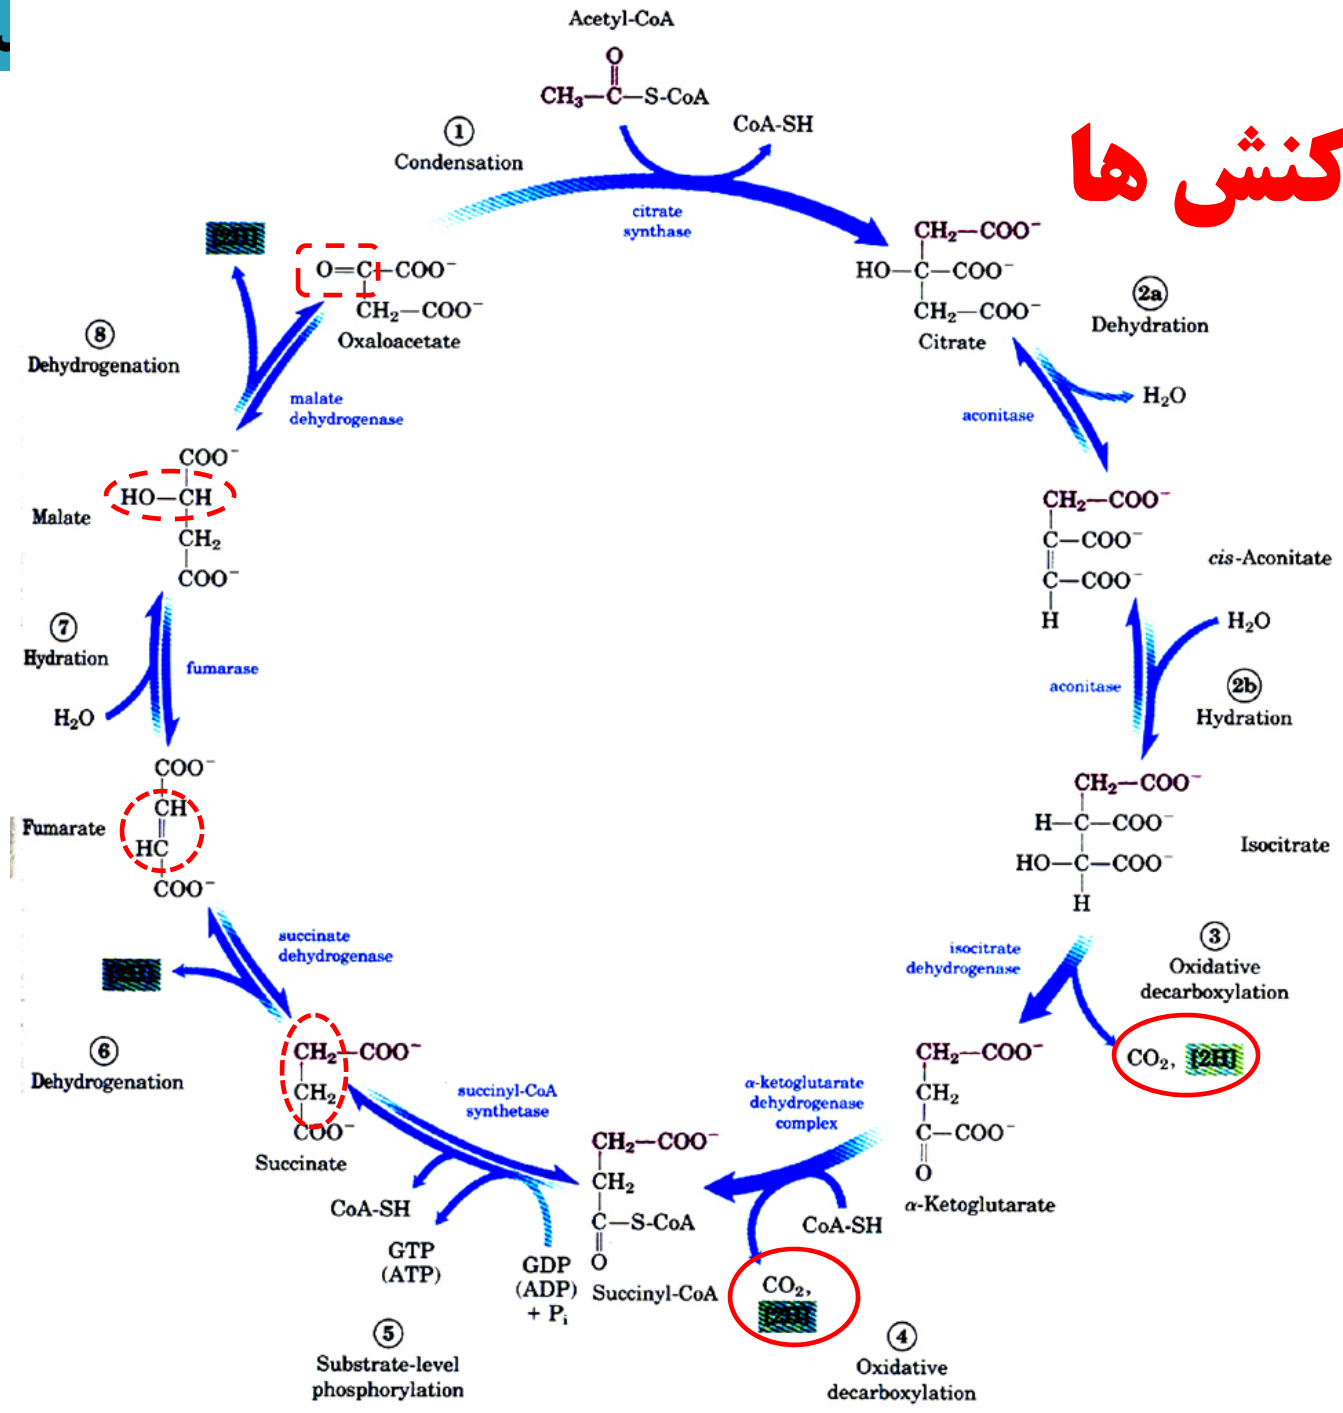 Acetyl-CoA
O
CH₃—C—S-CoA
CoA-SH
①
Condensation
کنش ها
citrate
synthase
[2H]
O=C—COO⁻
CH₂—COO⁻
Oxaloacetate
CH₂—COO⁻
HO—C—COO⁻
CH₂—COO⁻
Citrate
2a
Dehydration
H₂O
aconitase
⑧
Dehydrogenation
malate
dehydrogenase
COO⁻
HO—CH
CH₂
COO⁻
Malate
CH₂—COO⁻
C—COO⁻
C—COO⁻
H
cis-Aconitate
⑦
Hydration
H₂O
fumarase
H₂O
aconitase
2b
Hydration
COO⁻
CH
HC
COO⁻
Fumarate
CH₂—COO⁻
H—C—COO⁻
HO—C—COO⁻
H
Isocitrate
succinate
dehydrogenase
[2H]
⑥
Dehydrogenation
isocitrate
dehydrogenase
③
Oxidative
decarboxylation
CO₂, [2H]
CH₂—COO⁻
CH₂
COO⁻
Succinate
succinyl-CoA
synthetase
α-ketoglutarate
dehydrogenase
complex
CH₂—COO⁻
CH₂
C—COO⁻
O
α-Ketoglutarate
CH₂—COO⁻
CH₂
C—S-CoA
O
Succinyl-CoA
CoA-SH
GTP
(ATP)
GDP
(ADP)
+ Pᵢ
CoA-SH
CO₂,
[2H]
⑤
Substrate-level
phosphorylation
④
Oxidative
decarboxylation